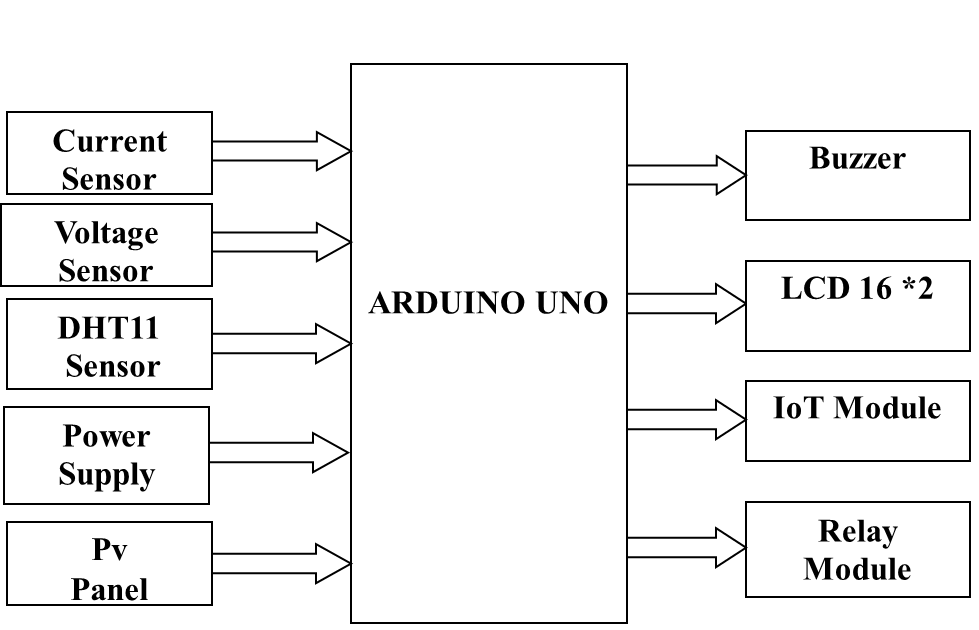 Current
Sensor
Voltage
Sensor
DHT11
Sensor
Power
Supply
Pv
Panel
ARDUINO UNO
Buzzer
LCD 16 *2
IoT Module
Relay
Module